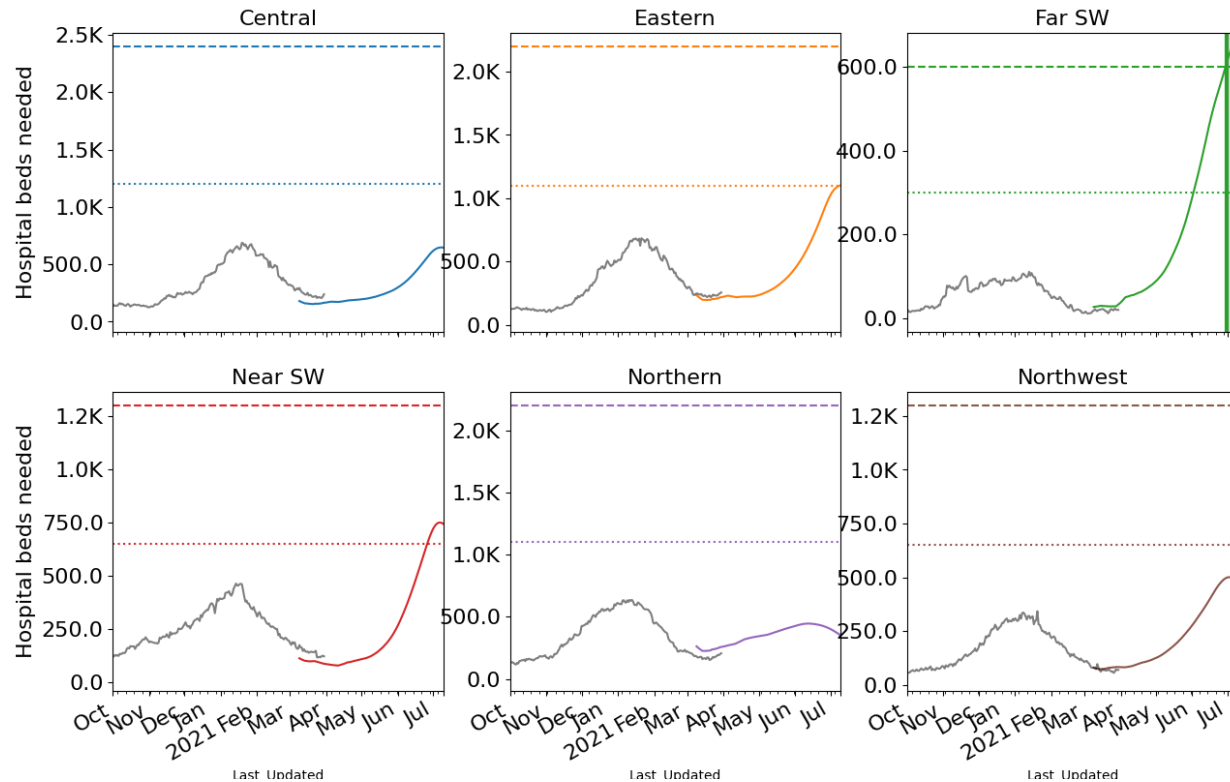 Central
Eastern
Far SW
Hospital beds needed
2.5K
2.0K
1.5K
1.0K
500.0
0.0
2.0K
1.5K
1.0K
500.0
0.0
600.0
400.0
200.0
0.0
Near SW
Northern
Northwest
Hospital beds needed
1.2K
1.0K
750.0
500.0
250.0
0.0
2.0K
1.5K
1.0K
500.0
0.0
1.2K
1.0K
750.0
500.0
250.0
0.0
Oct Nov Dec Jan 2021 Feb Mar Apr May Jun Jul
Oct Nov Dec Jan 2021 Feb Mar Apr May Jun Jul
Oct Nov Dec Jan 2021 Feb Mar Apr May Jun Jul
Last_Updated
Last_Updated
Last_Updated